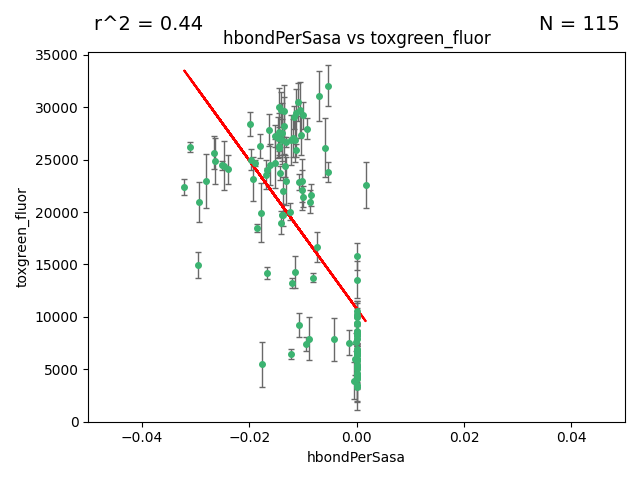 r^2 = 0.44
N = 115
hbondPerSasa vs toxgreen_fluor
toxgreen_fluor
35000
30000
25000
20000
15000
10000
5000
0
−0.04
−0.02
0.00
0.02
0.04
hbondPerSasa